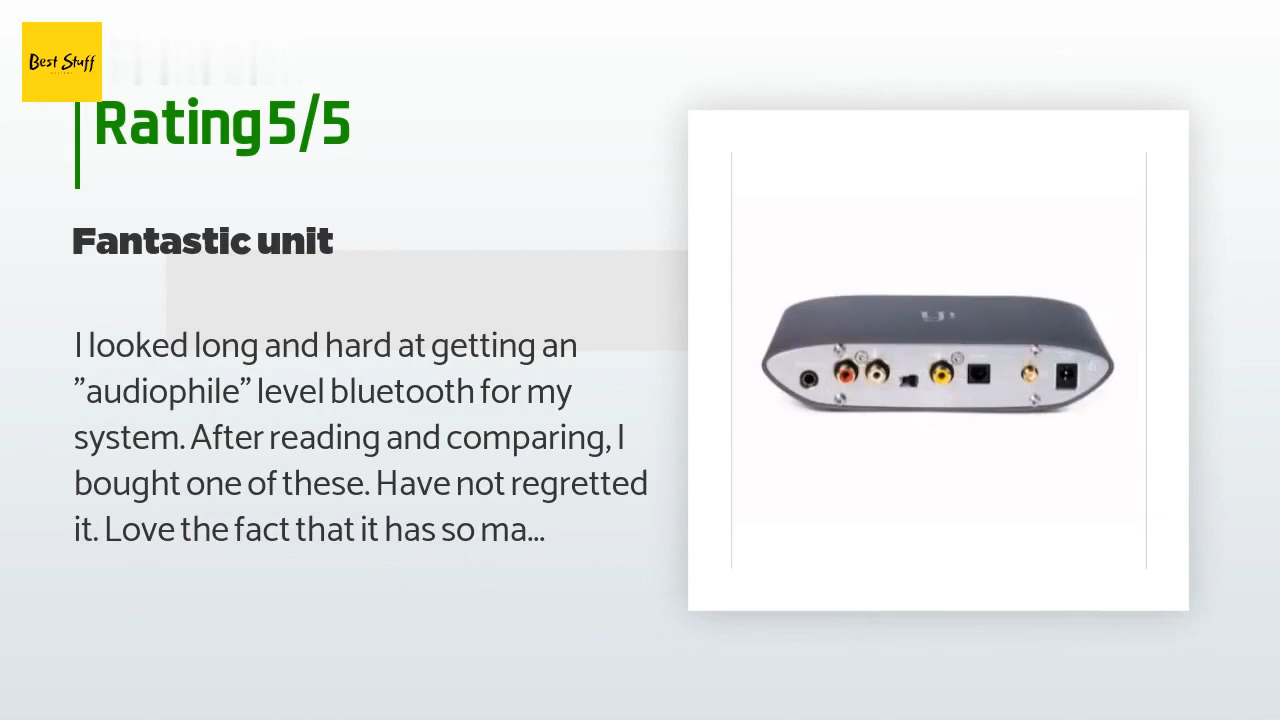 Best Stuff
Rating 5/5
Fantastic unit
I looked long and hard at getting an
”audiophile” level bluetooth for my
system. After reading and comparing, I
bought one of these. Have not regretted
it. Love the fact that it has so ma...